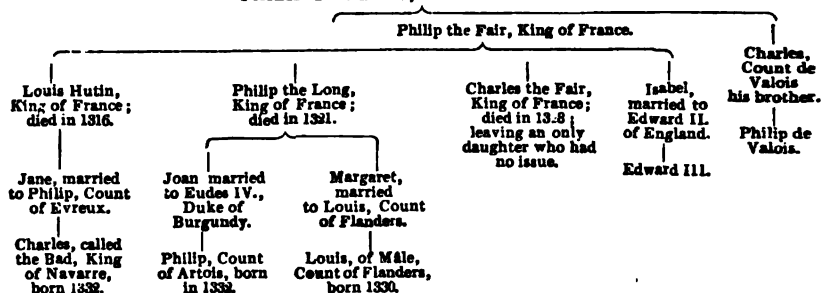 Philip the Fair, King of France.
Charles,
Count de
Valois
his brother.
Louis Hutin,
King of France;
died in 1316.
Philip the Long,
King of France;
died in 1321.
Charles the Fair,
King of France;
died in
leaving an only
daughter who had
no issue.
Isabel,
married to
Edward II.
of England.
Philip de
Valois.
Edward III.
Jane, married
to Philip, Count
of Evreux.
Joan married
to Eudes IV.,
Duke of
Burgundy.
Margaret,
married
to Louis, Count
of Flanders.
Charles, called
the Bad, King
of Navarre,
born 1332.
Philip, Count
of Artois, born
in 1332.
Louis, of Mâle,
Count of Flanders,
born 1330.